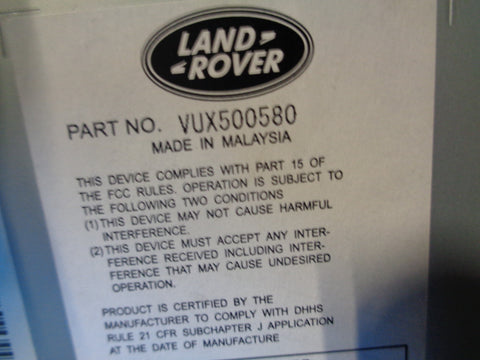 LAND
ROVER
PART NO. VUX500580
MADE IN MALAYSIA
THIS DEVICE COMPLIES WITH PART 15 OF
THE FCC RULES. OPERATION IS SUBJECT TO
THE FOLLOWING TWO CONDITIONS
(1) THIS DEVICE MAY NOT CAUSE HARMFUL
INTERFERENCE.
(2) THIS DEVICE MUST ACCEPT ANY INTER-
FERENCE RECEIVED INCLUDING INTER-
FERENCE THAT MAY CAUSE UNDESIRED
OPERATION.
PRODUCT IS CERTIFIED BY THE
MANUFACTURER TO COMPLY WITH DHHS
RULE 21 CFR SUBCHAPTER J APPLICATION
AT THE DATE OF MANUFACTURE